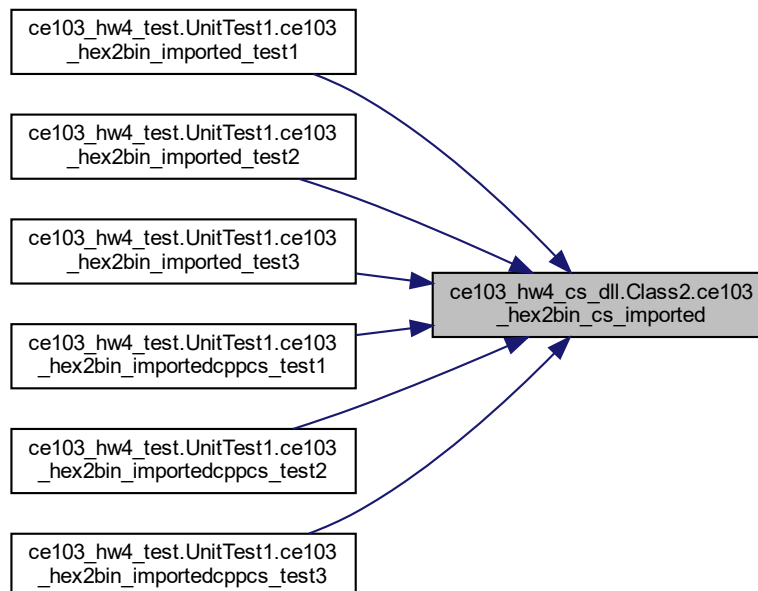 ce103_hw4_test.UnitTest1.ce103
_hex2bin_imported_test1
ce103_hw4_test.UnitTest1.ce103
_hex2bin_imported_test2
ce103_hw4_test.UnitTest1.ce103
_hex2bin_imported_test3
ce103_hw4_cs_dll.Class2.ce103
_hex2bin_cs_imported
ce103_hw4_test.UnitTest1.ce103
_hex2bin_importedcppcs_test1
ce103_hw4_test.UnitTest1.ce103
_hex2bin_importedcppcs_test2
ce103_hw4_test.UnitTest1.ce103
_hex2bin_importedcppcs_test3